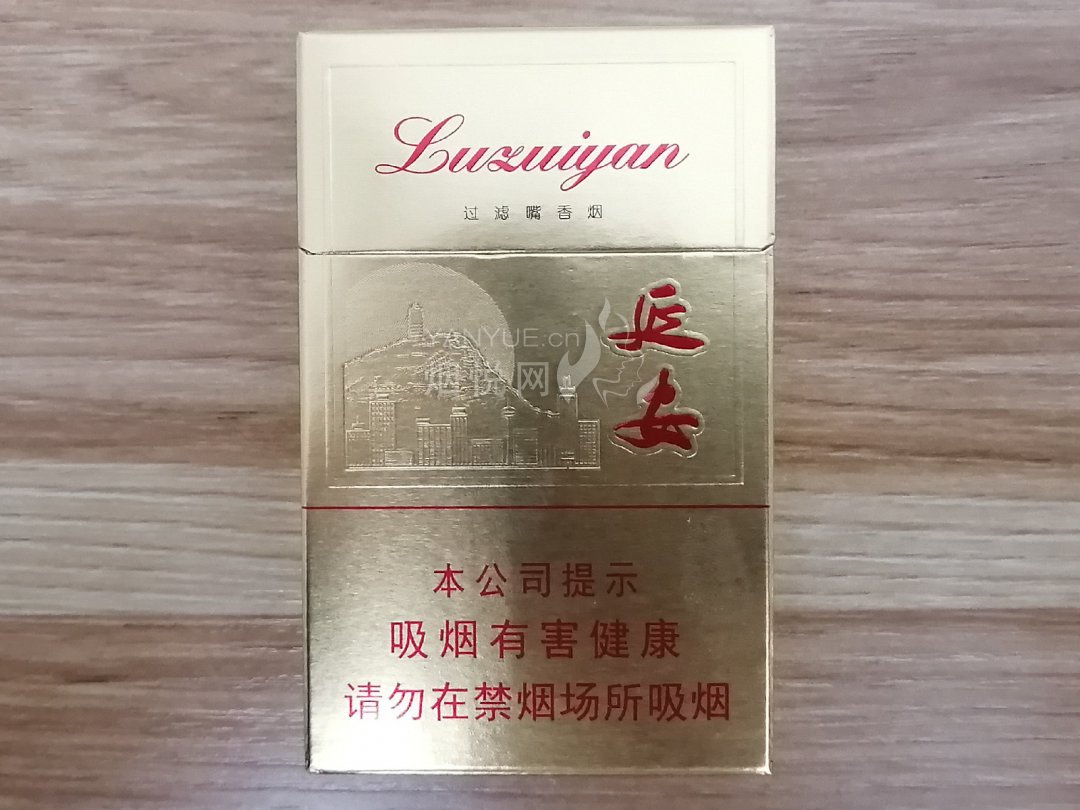 Luzuiyan
过滤嘴香烟
延安
YANYUE.cn
烟悦网
本公司提示
吸烟有害健康
请勿在禁烟场所吸烟